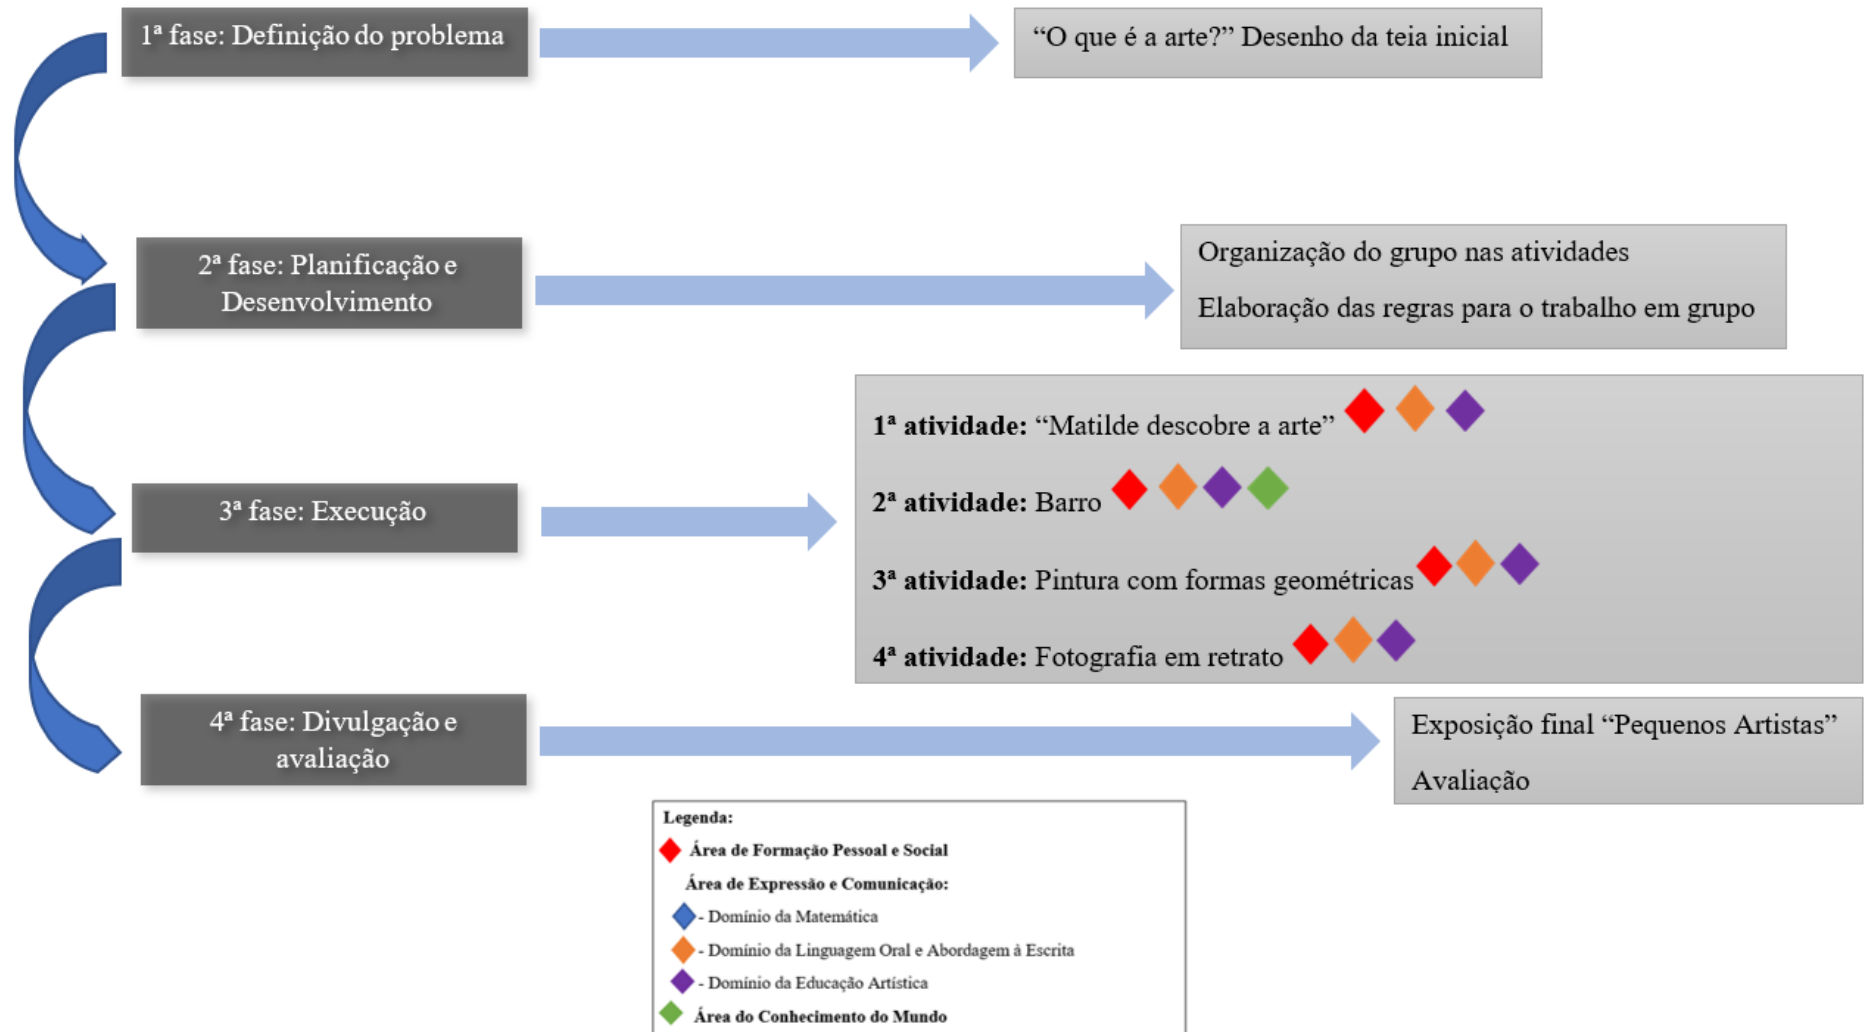 1ª fase: Definição do problema
“O que é a arte?” Desenho da teia inicial
2ª fase: Planificação e
Desenvolvimento
Organização do grupo nas atividades
Elaboração das regras para o trabalho em grupo
3ª fase: Execução
1ª atividade: “Matilde descobre a arte”
2ª atividade: Barro
3ª atividade: Pintura com formas geométricas
4ª atividade: Fotografia em retrato
4ª fase: Divulgação e
avaliação
Exposição final “Pequenos Artistas”
Avaliação
Legenda:
Área de Formação Pessoal e Social
Área de Expressão e Comunicação:
- Domínio da Matemática
- Domínio da Linguagem Oral e Abordagem à Escrita
- Domínio da Educação Artística
Área do Conhecimento do Mundo